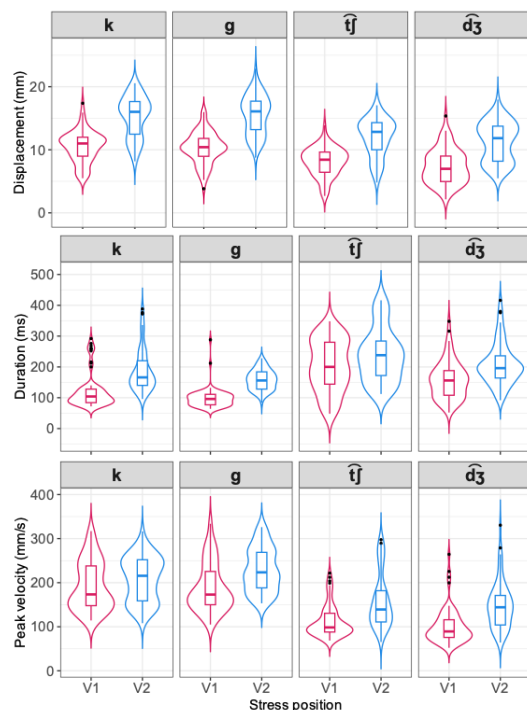 k g t͡ʃ d͡ʒ
Displacement (mm)
20
10
0
k g t͡ʃ d͡ʒ
Duration (ms)
500
400
300
200
100
0
k g t͡ʃ d͡ʒ
Peak velocity (mm/s)
400
300
200
100
0
V1 V2 V1 V2 V1 V2 V1 V2
Stress position